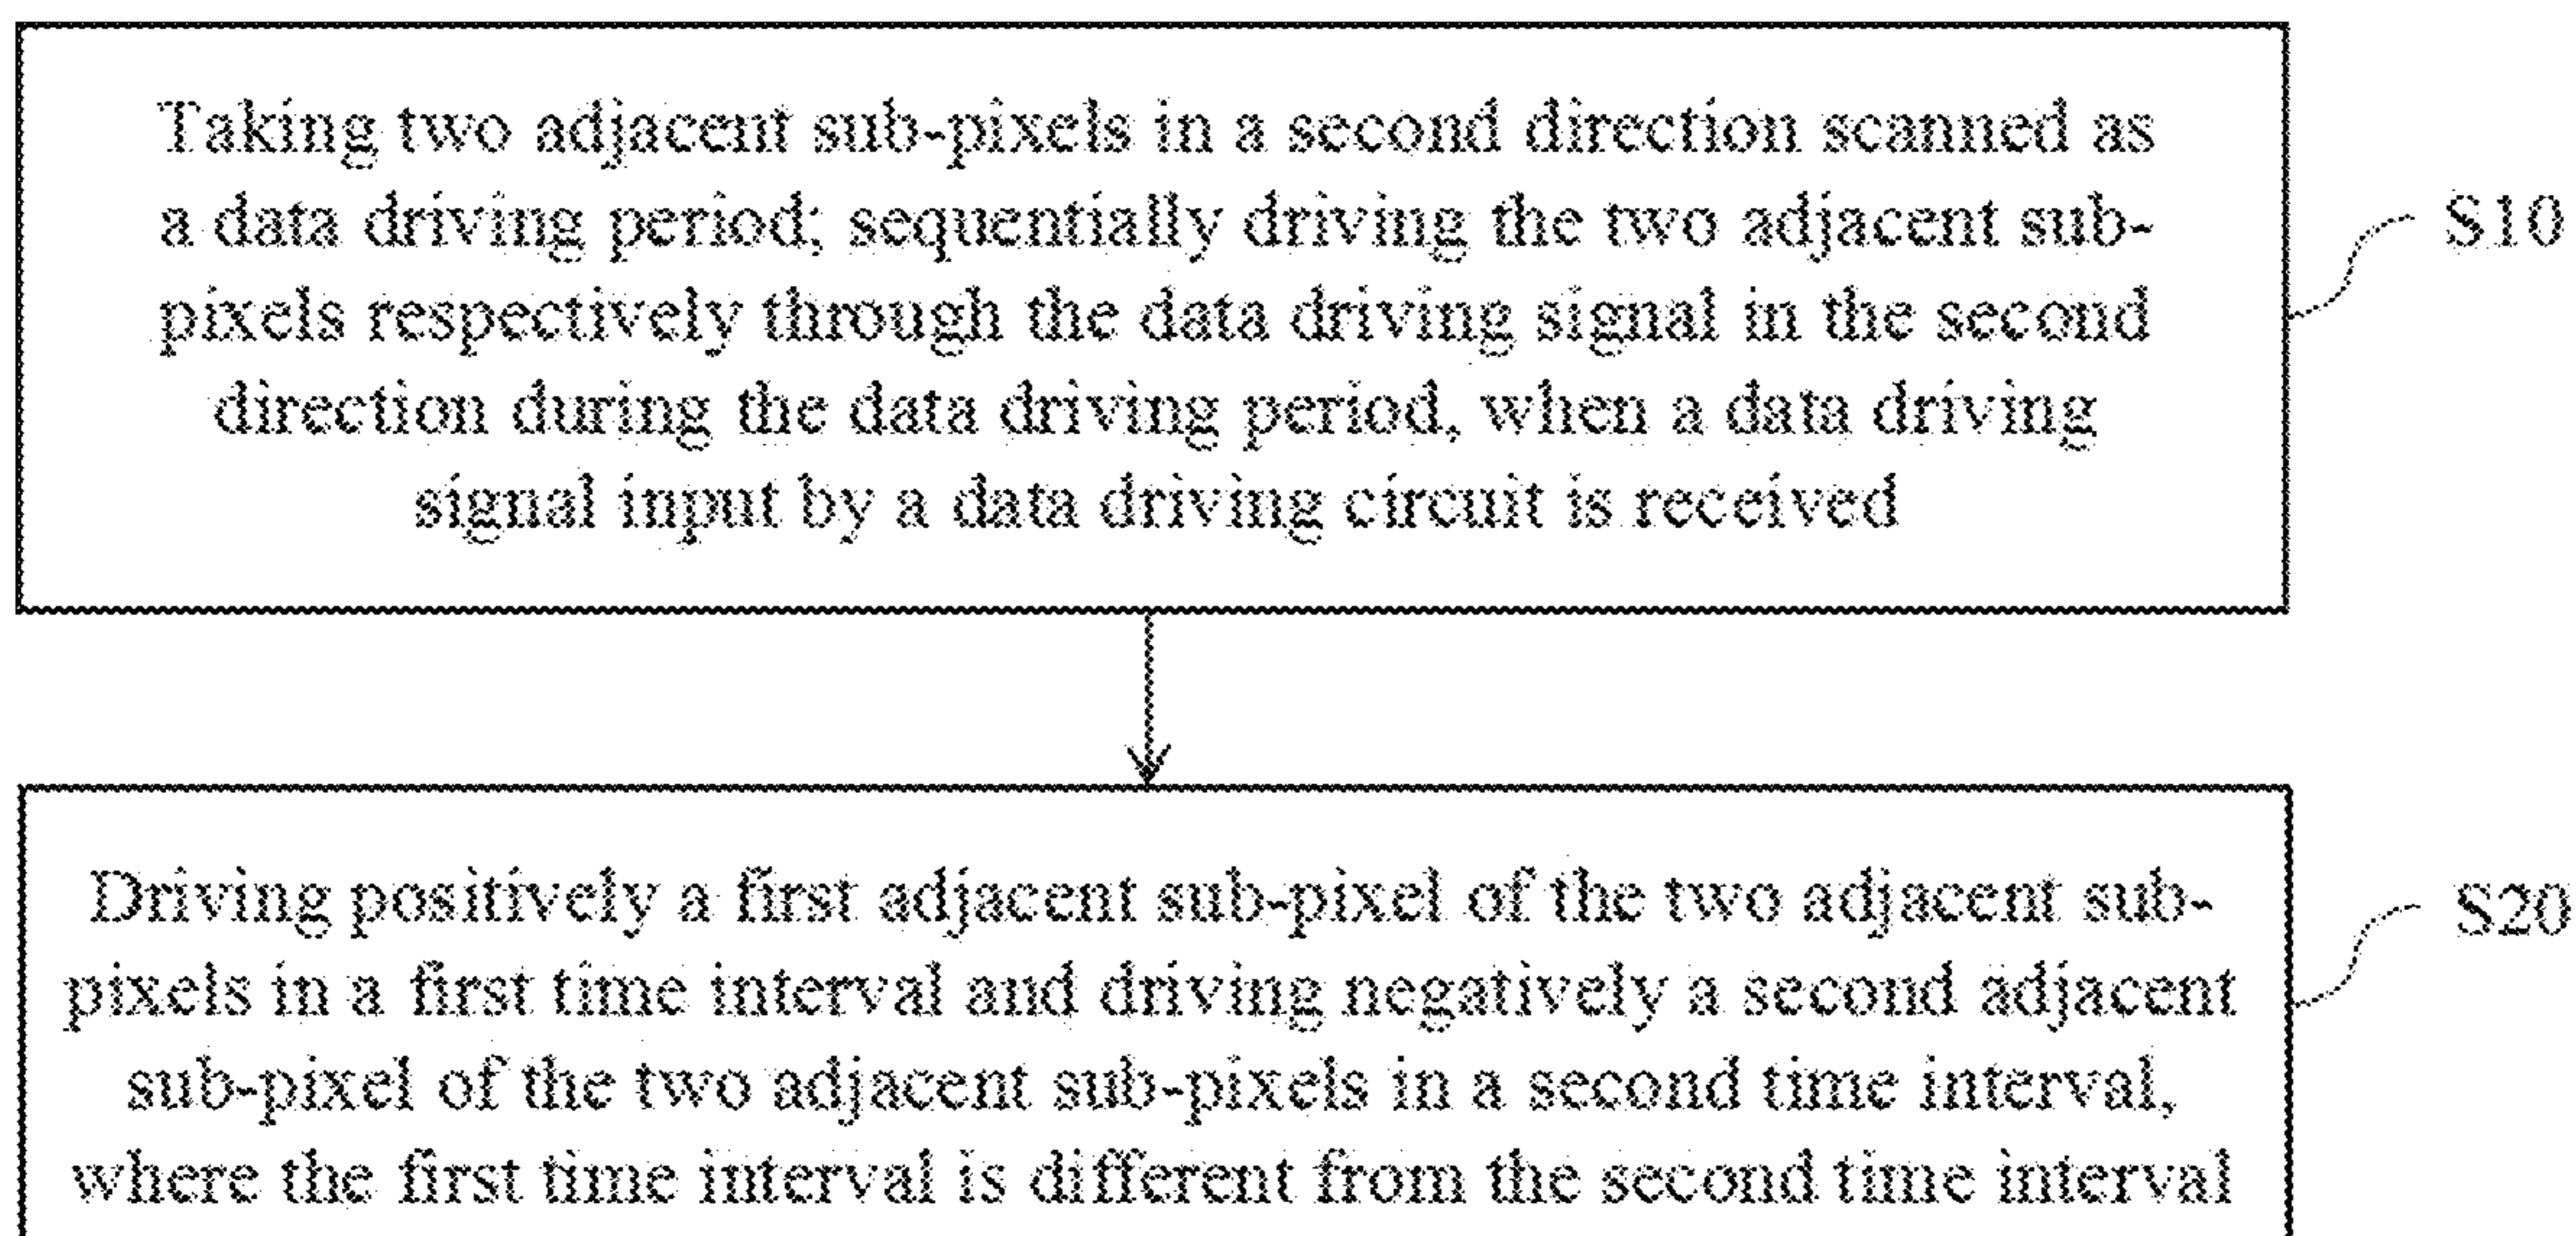 Taking two adjacent sub-pixels in a second direction scanned as
a data driving period; sequentially driving the two adjacent sub-
pixels respectively through the data driving signal in the second
direction during the data driving period, when a data driving
signal input by a data driving circuit is received
S10
Driving positively a first adjacent sub-pixel of the two adjacent sub-
pixels in a first time interval and driving negatively a second adjacent
sub-pixel of the two adjacent sub-pixels in a second time interval,
where the first time interval is different from the second time interval
S20